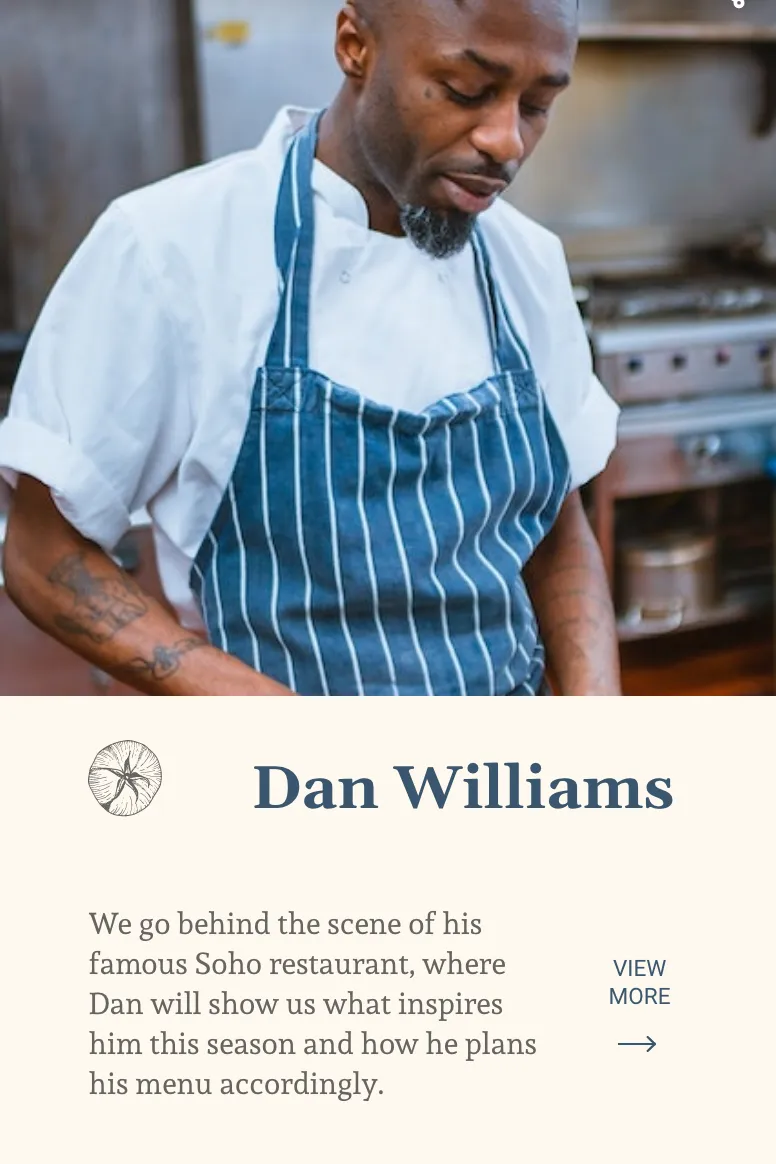 Dan Williams
We go behind the scene of his
famous Soho restaurant, where
Dan will show us what inspires
him this season and how he plans
his menu accordingly.
VIEW
MORE